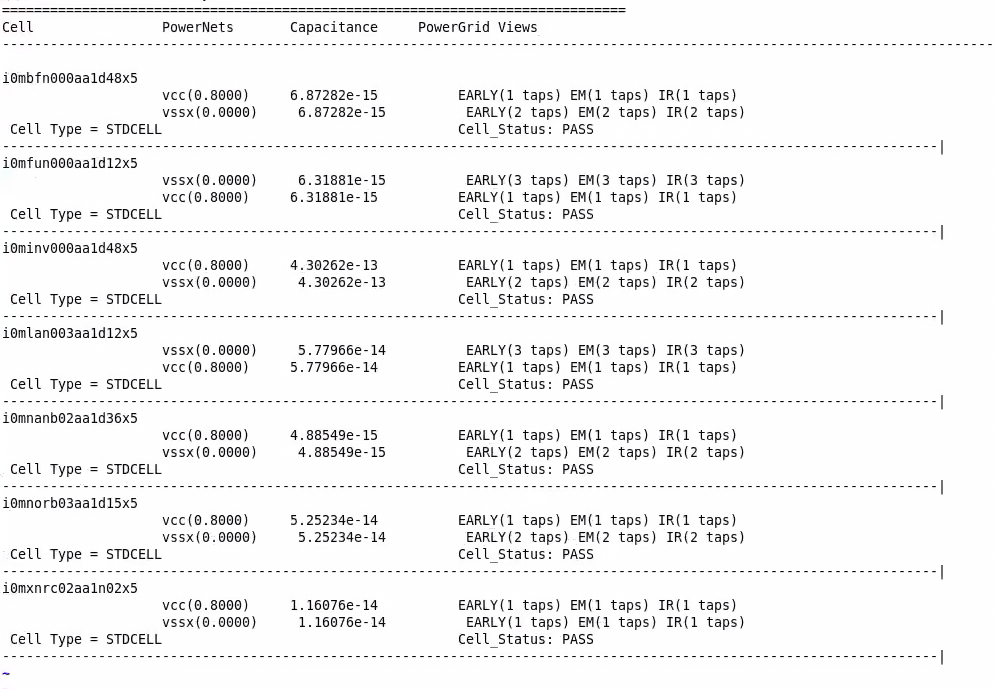 ==============================================================================
Cell                PowerNets       Capacitance     PowerGrid Views
----------------------------------------------------------------------------------------------------------------------------
i0mbfn000aa1d48x5
                    vcc(0.8000)     6.87282e-15          EARLY(1 taps) EM(1 taps) IR(1 taps)
                    vssx(0.0000)     6.87282e-15          EARLY(2 taps) EM(2 taps) IR(2 taps)
 Cell Type = STDCELL                                     Cell_Status: PASS
---------------------------------------------------------------------------------------------------------------------|
i0mfun000aa1d12x5
                    vssx(0.0000)     6.31881e-15          EARLY(3 taps) EM(3 taps) IR(3 taps)
                    vcc(0.8000)     6.31881e-15          EARLY(1 taps) EM(1 taps) IR(1 taps)
 Cell Type = STDCELL                                     Cell_Status: PASS
---------------------------------------------------------------------------------------------------------------------|
i0minv000aa1d48x5
                    vcc(0.8000)     4.30262e-13          EARLY(1 taps) EM(1 taps) IR(1 taps)
                    vssx(0.0000)     4.30262e-13          EARLY(2 taps) EM(2 taps) IR(2 taps)
 Cell Type = STDCELL                                     Cell_Status: PASS
---------------------------------------------------------------------------------------------------------------------|
i0mlan003aa1d12x5
                    vssx(0.0000)     5.77966e-14          EARLY(3 taps) EM(3 taps) IR(3 taps)
                    vcc(0.8000)     5.77966e-14          EARLY(1 taps) EM(1 taps) IR(1 taps)
 Cell Type = STDCELL                                     Cell_Status: PASS
---------------------------------------------------------------------------------------------------------------------|
i0mnanb02aa1d36x5
                    vcc(0.8000)     4.88549e-15          EARLY(1 taps) EM(1 taps) IR(1 taps)
                    vssx(0.0000)     4.88549e-15          EARLY(2 taps) EM(2 taps) IR(2 taps)
 Cell Type = STDCELL                                     Cell_Status: PASS
---------------------------------------------------------------------------------------------------------------------|
i0mnorb03aa1d15x5
                    vcc(0.8000)     5.25234e-14          EARLY(1 taps) EM(1 taps) IR(1 taps)
                    vssx(0.0000)     5.25234e-14          EARLY(2 taps) EM(2 taps) IR(2 taps)
 Cell Type = STDCELL                                     Cell_Status: PASS
---------------------------------------------------------------------------------------------------------------------|
i0mxnrc02aa1n02x5
                    vcc(0.8000)     1.16076e-14          EARLY(1 taps) EM(1 taps) IR(1 taps)
                    vssx(0.0000)     1.16076e-14          EARLY(1 taps) EM(1 taps) IR(1 taps)
 Cell Type = STDCELL                                     Cell_Status: PASS
---------------------------------------------------------------------------------------------------------------------|
~